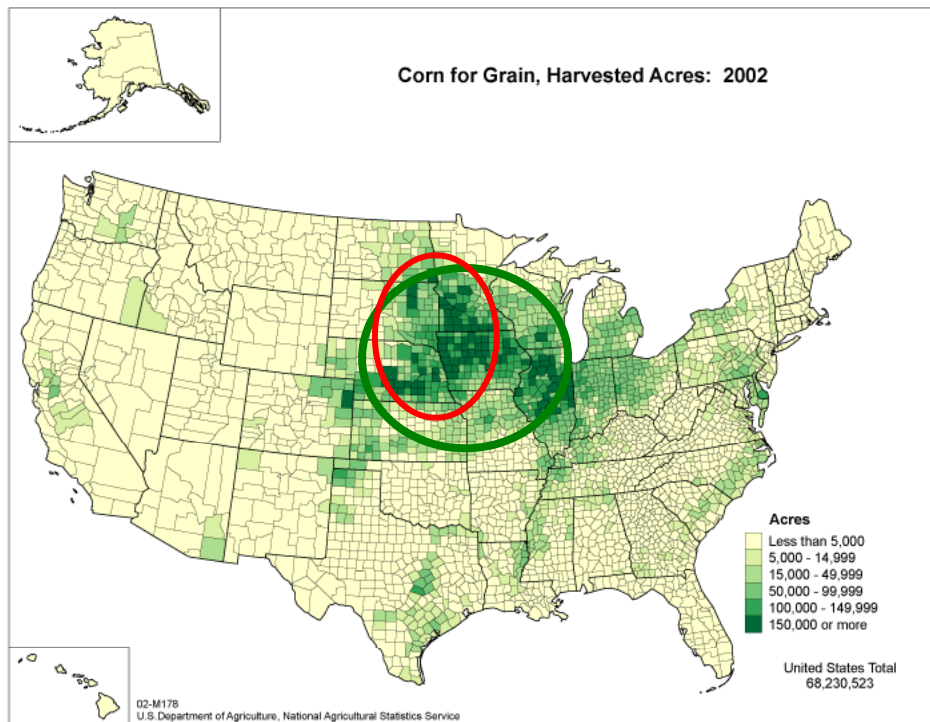 Corn for Grain, Harvested Acres: 2002
Acres
Less than 5,000
5,000 - 14,999
15,000 - 49,999
50,000 - 99,999
100,000 - 149,999
150,000 or more
United States Total
68,230,523
02-M178
U.S.Department of Agriculture, National Agricultural Statistics Service